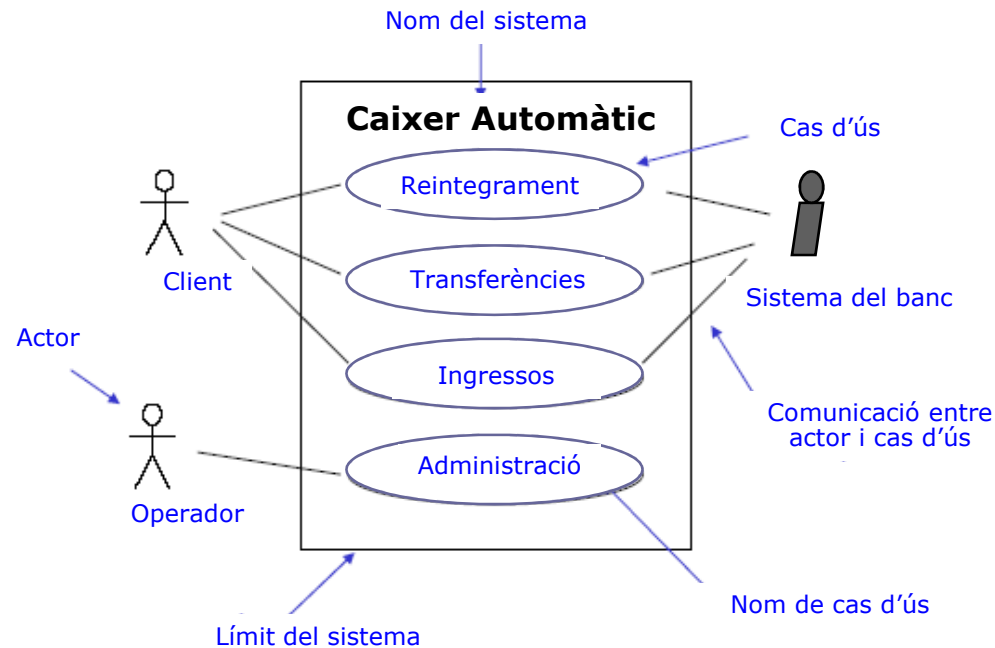 Nom del sistema
Caixer Automàtic
Cas d’ús
Reintegrament
Client
Transferències
Sistema del banc
Actor
Ingressos
Comunicació entre
actor i cas d’ús
Administració
Operador
Nom de cas d’ús
Límit del sistema